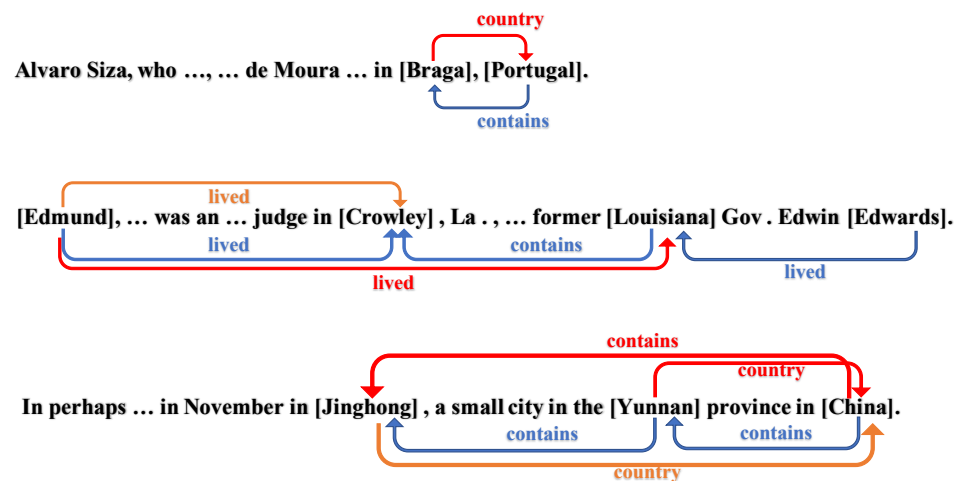 country
Alvaro Siza, who …, … de Moura … in [Braga], [Portugal].
contains
lived
[Edmund], … was an … judge in [Crowley] , La . , … former [Louisiana] Gov . Edwin [Edwards].
lived contains lived
lived
contains
country
In perhaps … in November in [Jinghong] , a small city in the [Yunnan] province in [China].
contains contains
country